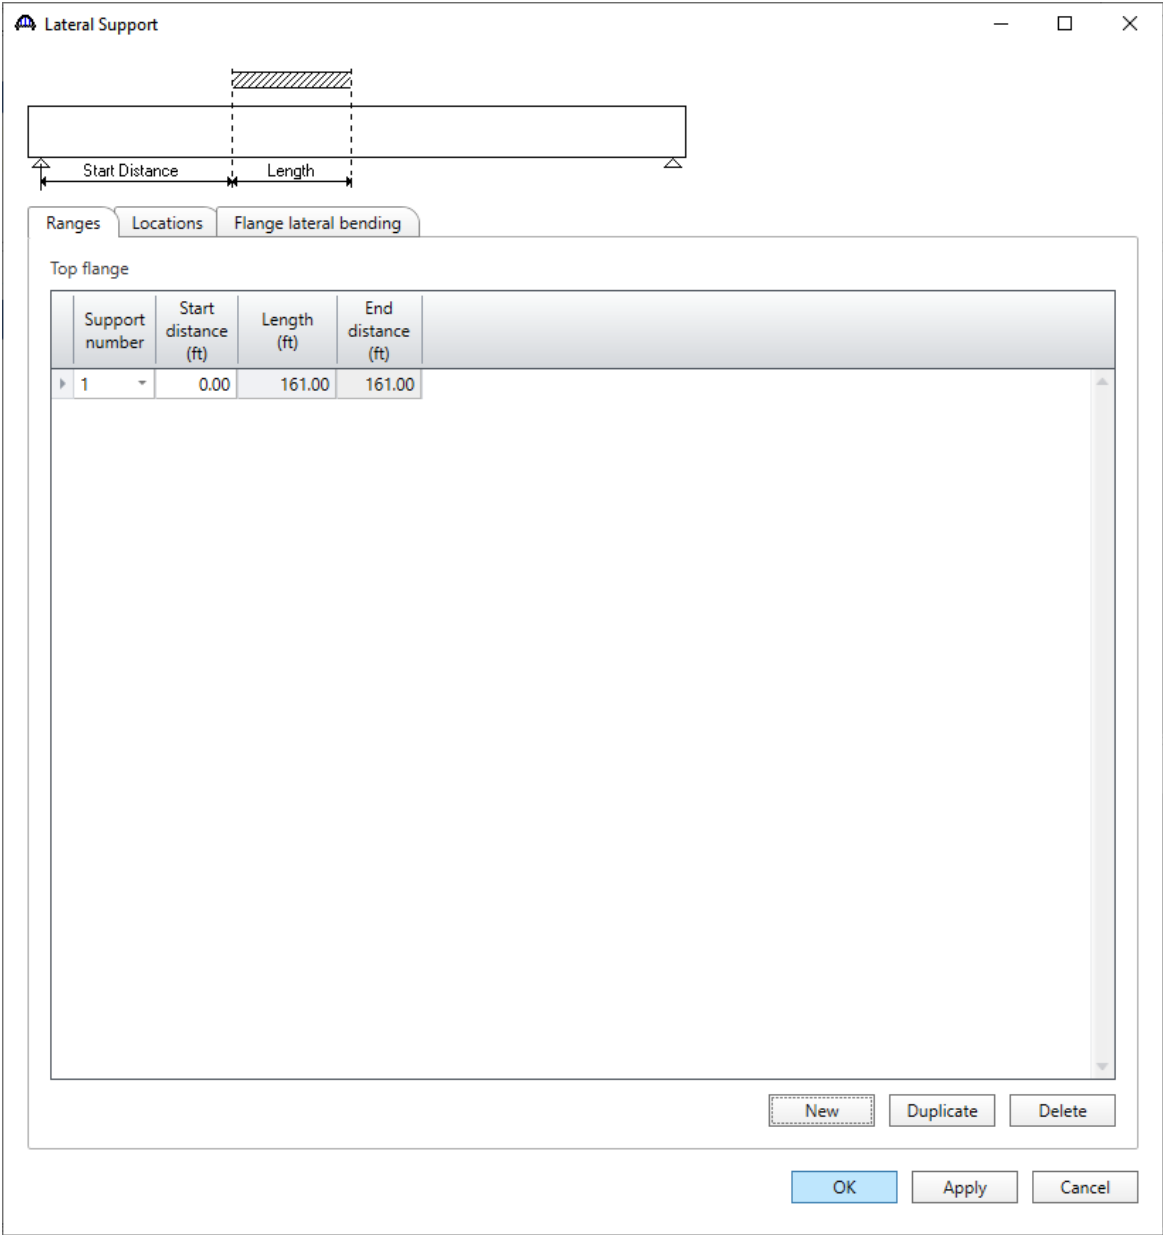 Lateral Support
Start Distance
Length
Ranges
Locations
Flange lateral bending
Top flange
Support
number
Start
distance
(ft)
Length
(ft)
End
distance
(ft)
1
0.00
161.00
161.00
New
Duplicate
Delete
OK
Apply
Cancel